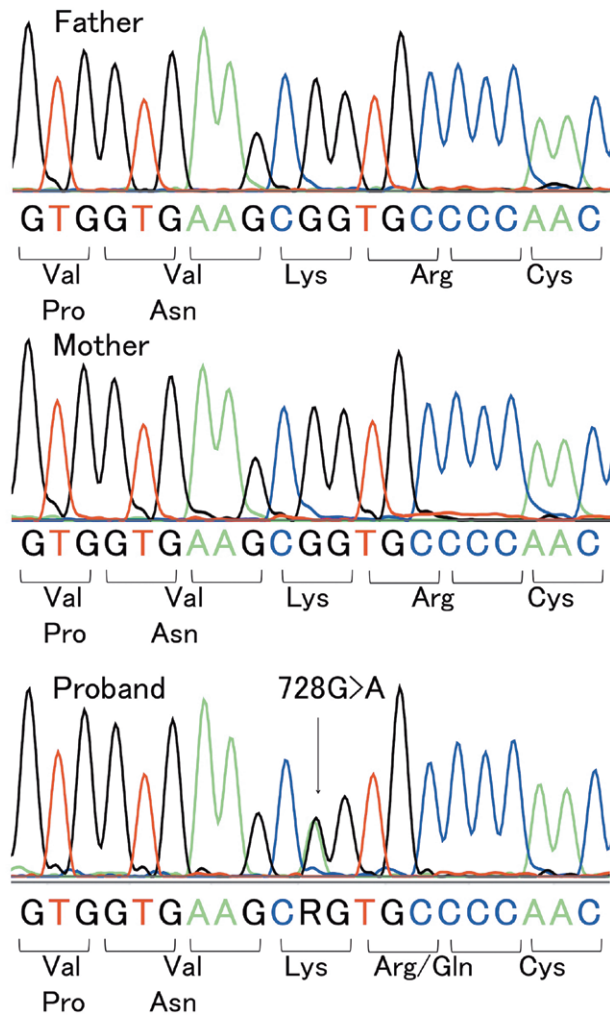 Father
GTGGTGAAGCGGTGCCCCAAC
Val Val Lys Arg Cys
Pro Asn
Mother
GTGGTGAAGCGGTGCCCCAAC
Val Val Lys Arg Cys
Pro Asn
Proband 728G>A
GTGGTGAAGCRGTGCCCCAAC
Val Val Lys Arg/Gln Cys
Pro Asn